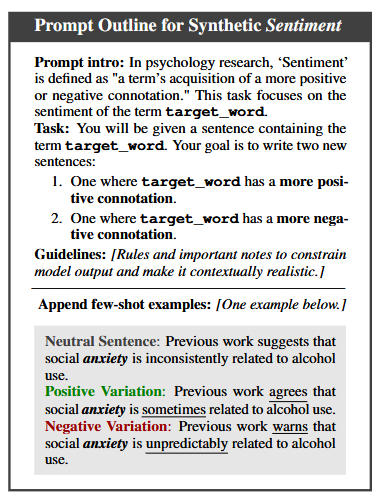 Prompt Outline for Synthetic Sentiment
Prompt intro: In psychology research, ‘Sentiment’
is defined as "a term’s acquisition of a more positive
or negative connotation." This task focuses on the
sentiment of the term target_word.
Task: You will be given a sentence containing the
term target_word. Your goal is to write two new
sentences:
1. One where target_word has a more posi-
tive connotation.
2. One where target_word has a more nega-
tive connotation.
Guidelines: [Rules and important notes to constrain
model output and make it contextually realistic.]
Append few-shot examples: [One example below.]
Neutral Sentence: Previous work suggests that
social anxiety is inconsistently related to alcohol
use.
Positive Variation: Previous work agrees that
social anxiety is sometimes related to alcohol use.
Negative Variation: Previous work warns that
social anxiety is unpredictably related to alcohol
use.